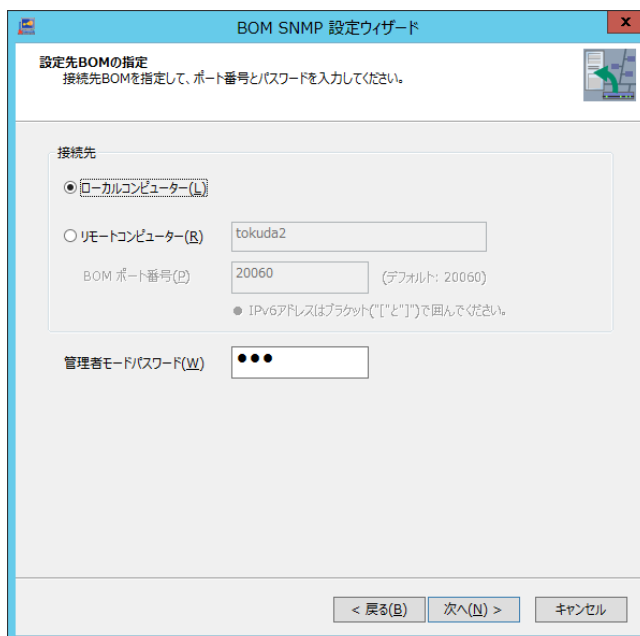 BOM SNMP 設定ウィザード
x
設定先BOMの指定
接続先BOMを指定して、ポート番号とパスワードを入力してください。
接続先
ローカルコンピューター(L)
リモートコンピューター(R) tokuda2
BOM ポート番号(P) 20060 (デフォルト: 20060)
● IPv6アドレスはブラケット("["と"]")で囲んでください。
管理者モードパスワード(W) ●●●
< 戻る(B) 次へ(N) > キャンセル